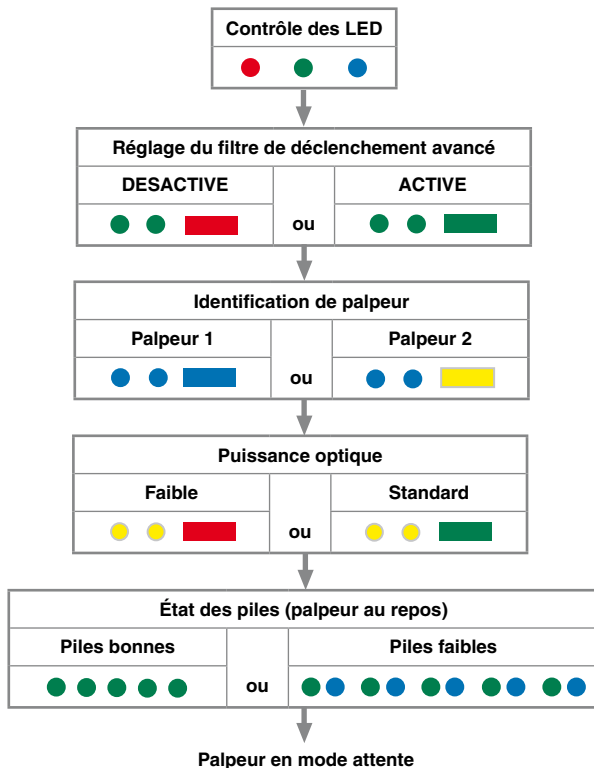 Contrôle des LED
Réglage du filtre de déclenchement avancé
DESACTIVE
ou
ACTIVE
Identification de palpeur
Palpeur 1
ou
Palpeur 2
Puissance optique
Faible
ou
Standard
État des piles (palpeur au repos)
Piles bonnes
ou
Piles faibles
Palpeur en mode attente